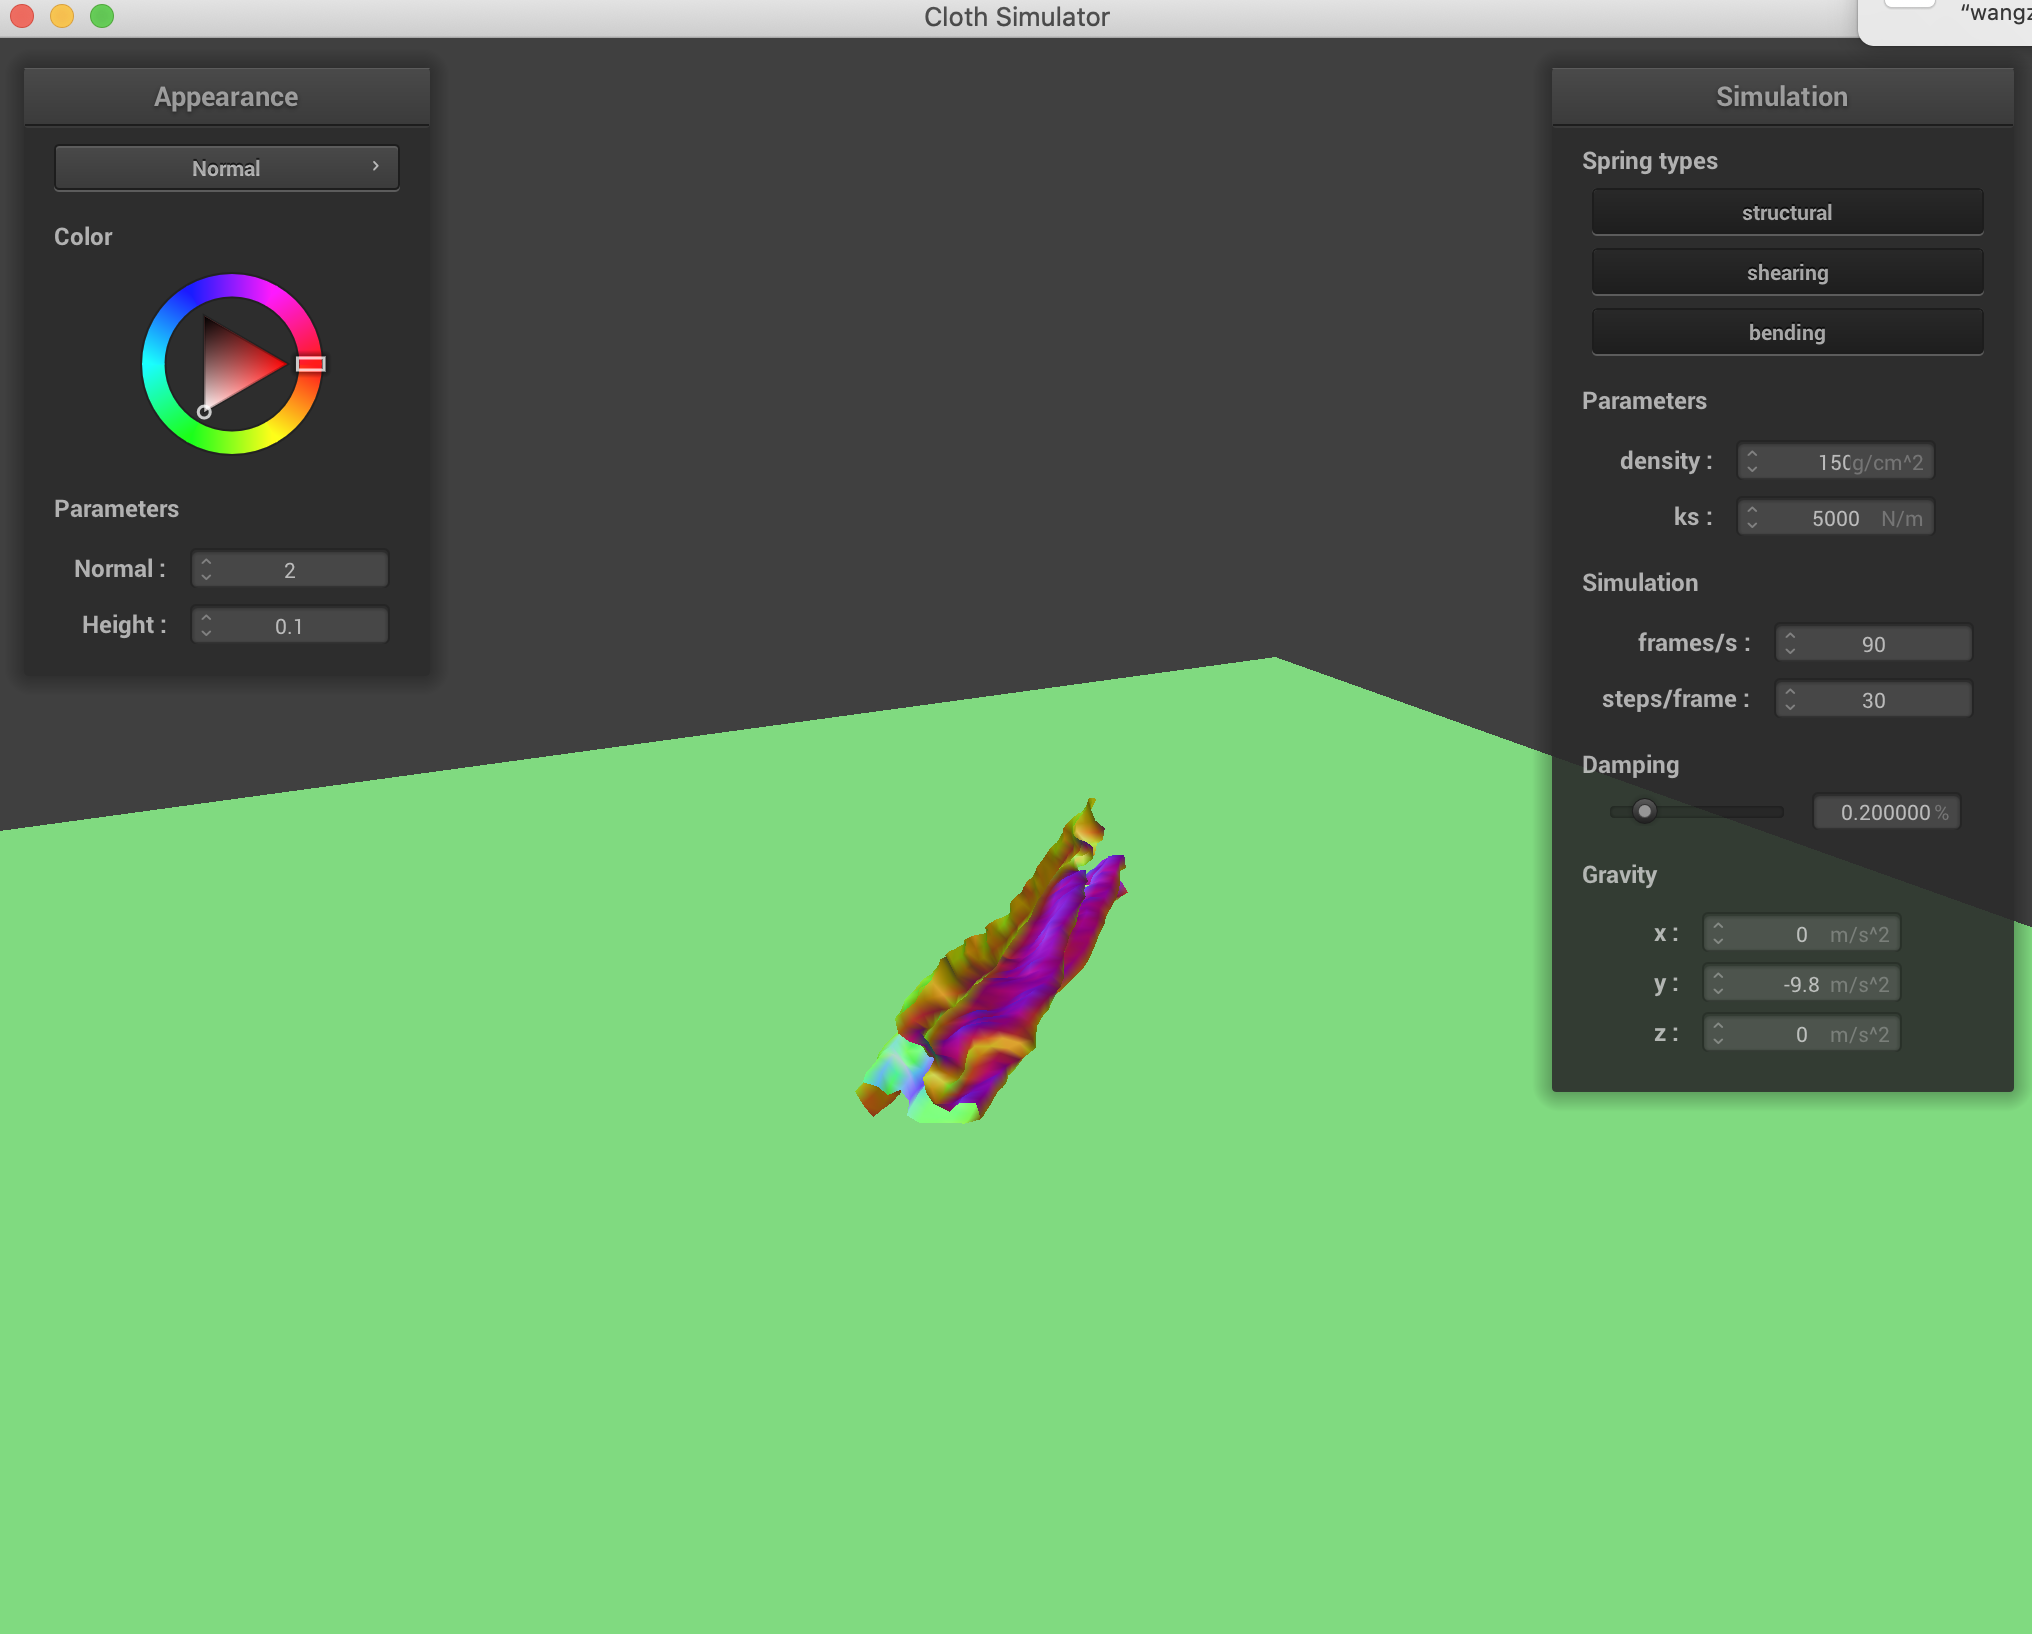 Cloth Simulator
“wangz
Appearance
Normal
Color
Parameters
Normal : 2
Height : 0.1
Simulation
Spring types
structural
shearing
bending
Parameters
density : 150g/cm^2
ks : 5000 N/m
Simulation
frames/s : 90
steps/frame : 30
Damping
0.200000 %
Gravity
x : 0 m/s^2
y : -9.8 m/s^2
z : 0 m/s^2